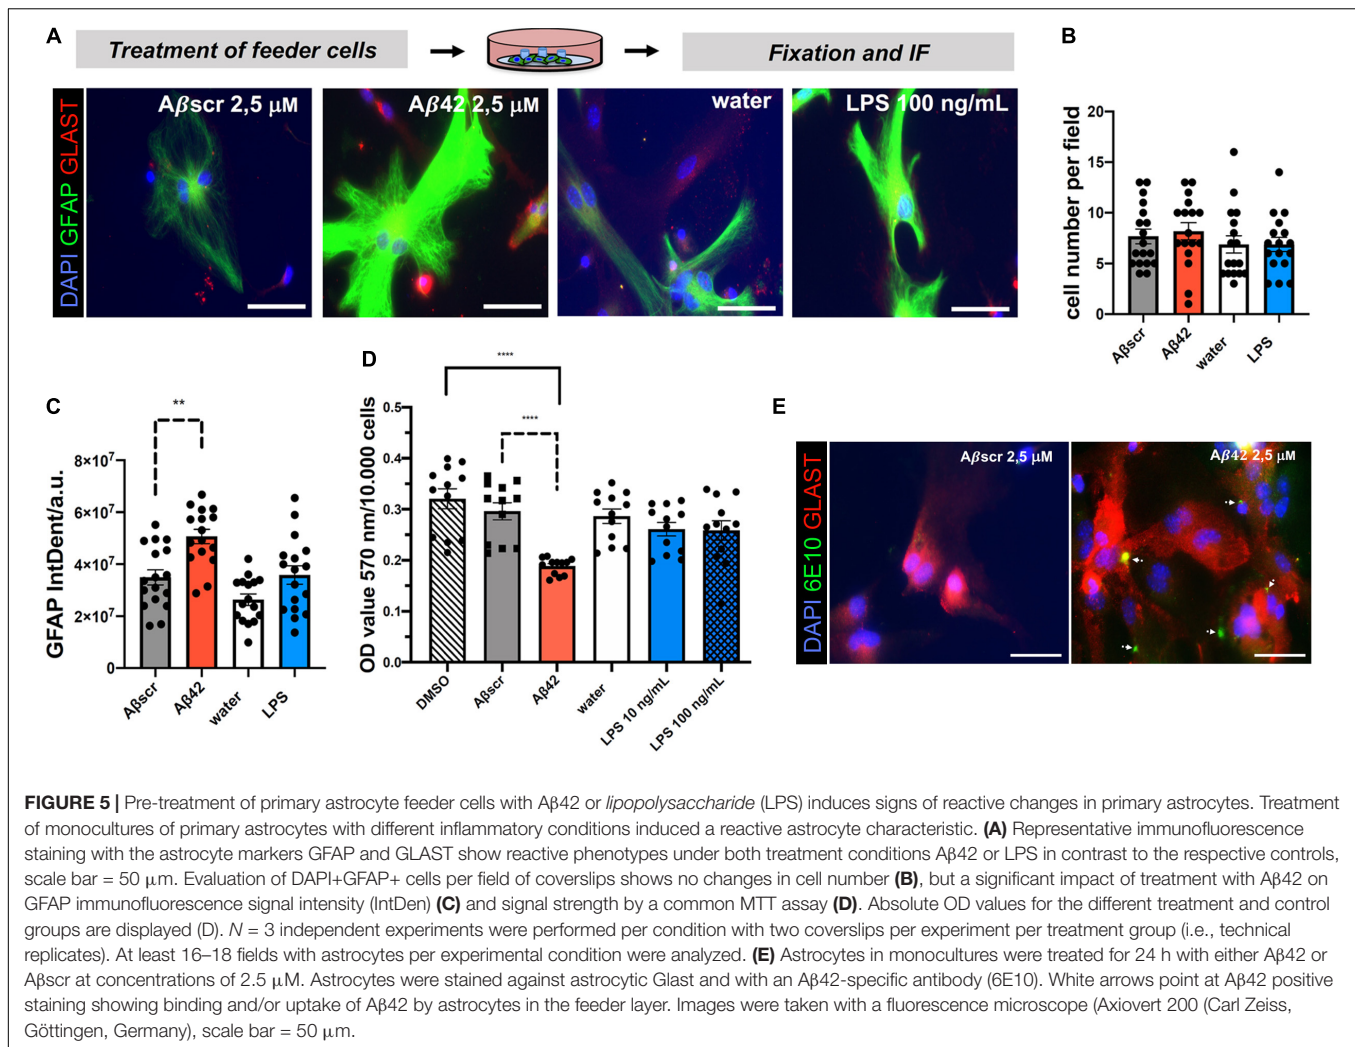 A
Treatment of feeder cells
Fixation and IF
DAPI GFAP GLAST
Aβscr 2,5 μM
Aβ42 2,5 μM
water
LPS 100 ng/mL
B
cell number per field
20
15
10
5
0
Aβscr
Aβ42
water
LPS
C
GFAP IntDent/a.u.
8×10⁷
6×10⁷
4×10⁷
2×10⁷
0
**
Aβscr
Aβ42
water
LPS
D
OD value 570 nm/10.000 cells
0.5
0.4
0.3
0.2
0.1
0.0
****
****
DMSO
Aβscr
Aβ42
water
LPS 10 ng/mL
LPS 100 ng/mL
E
DAPI 6E10 GLAST
Aβscr 2,5 μM
Aβ42 2,5 μM
FIGURE 5 | Pre-treatment of primary astrocyte feeder cells with Aβ42 or lipopolysaccharide (LPS) induces signs of reactive changes in primary astrocytes. Treatment
of monocultures of primary astrocytes with different inflammatory conditions induced a reactive astrocyte characteristic. (A) Representative immunofluorescence
staining with the astrocyte markers GFAP and GLAST show reactive phenotypes under both treatment conditions Aβ42 or LPS in contrast to the respective controls,
scale bar = 50 μm. Evaluation of DAPI+GFAP+ cells per field of coverslips shows no changes in cell number (B), but a significant impact of treatment with Aβ42 on
GFAP immunofluorescence signal intensity (IntDen) (C) and signal strength by a common MTT assay (D). Absolute OD values for the different treatment and control
groups are displayed (D). N = 3 independent experiments were performed per condition with two coverslips per experiment per treatment group (i.e., technical
replicates). At least 16–18 fields with astrocytes per experimental condition were analyzed. (E) Astrocytes in monocultures were treated for 24 h with either Aβ42 or
Aβscr at concentrations of 2.5 μM. Astrocytes were stained against astrocytic Glast and with an Aβ42-specific antibody (6E10). White arrows point at Aβ42 positive
staining showing binding and/or uptake of Aβ42 by astrocytes in the feeder layer. Images were taken with a fluorescence microscope (Axiovert 200 (Carl Zeiss,
Göttingen, Germany), scale bar = 50 μm.